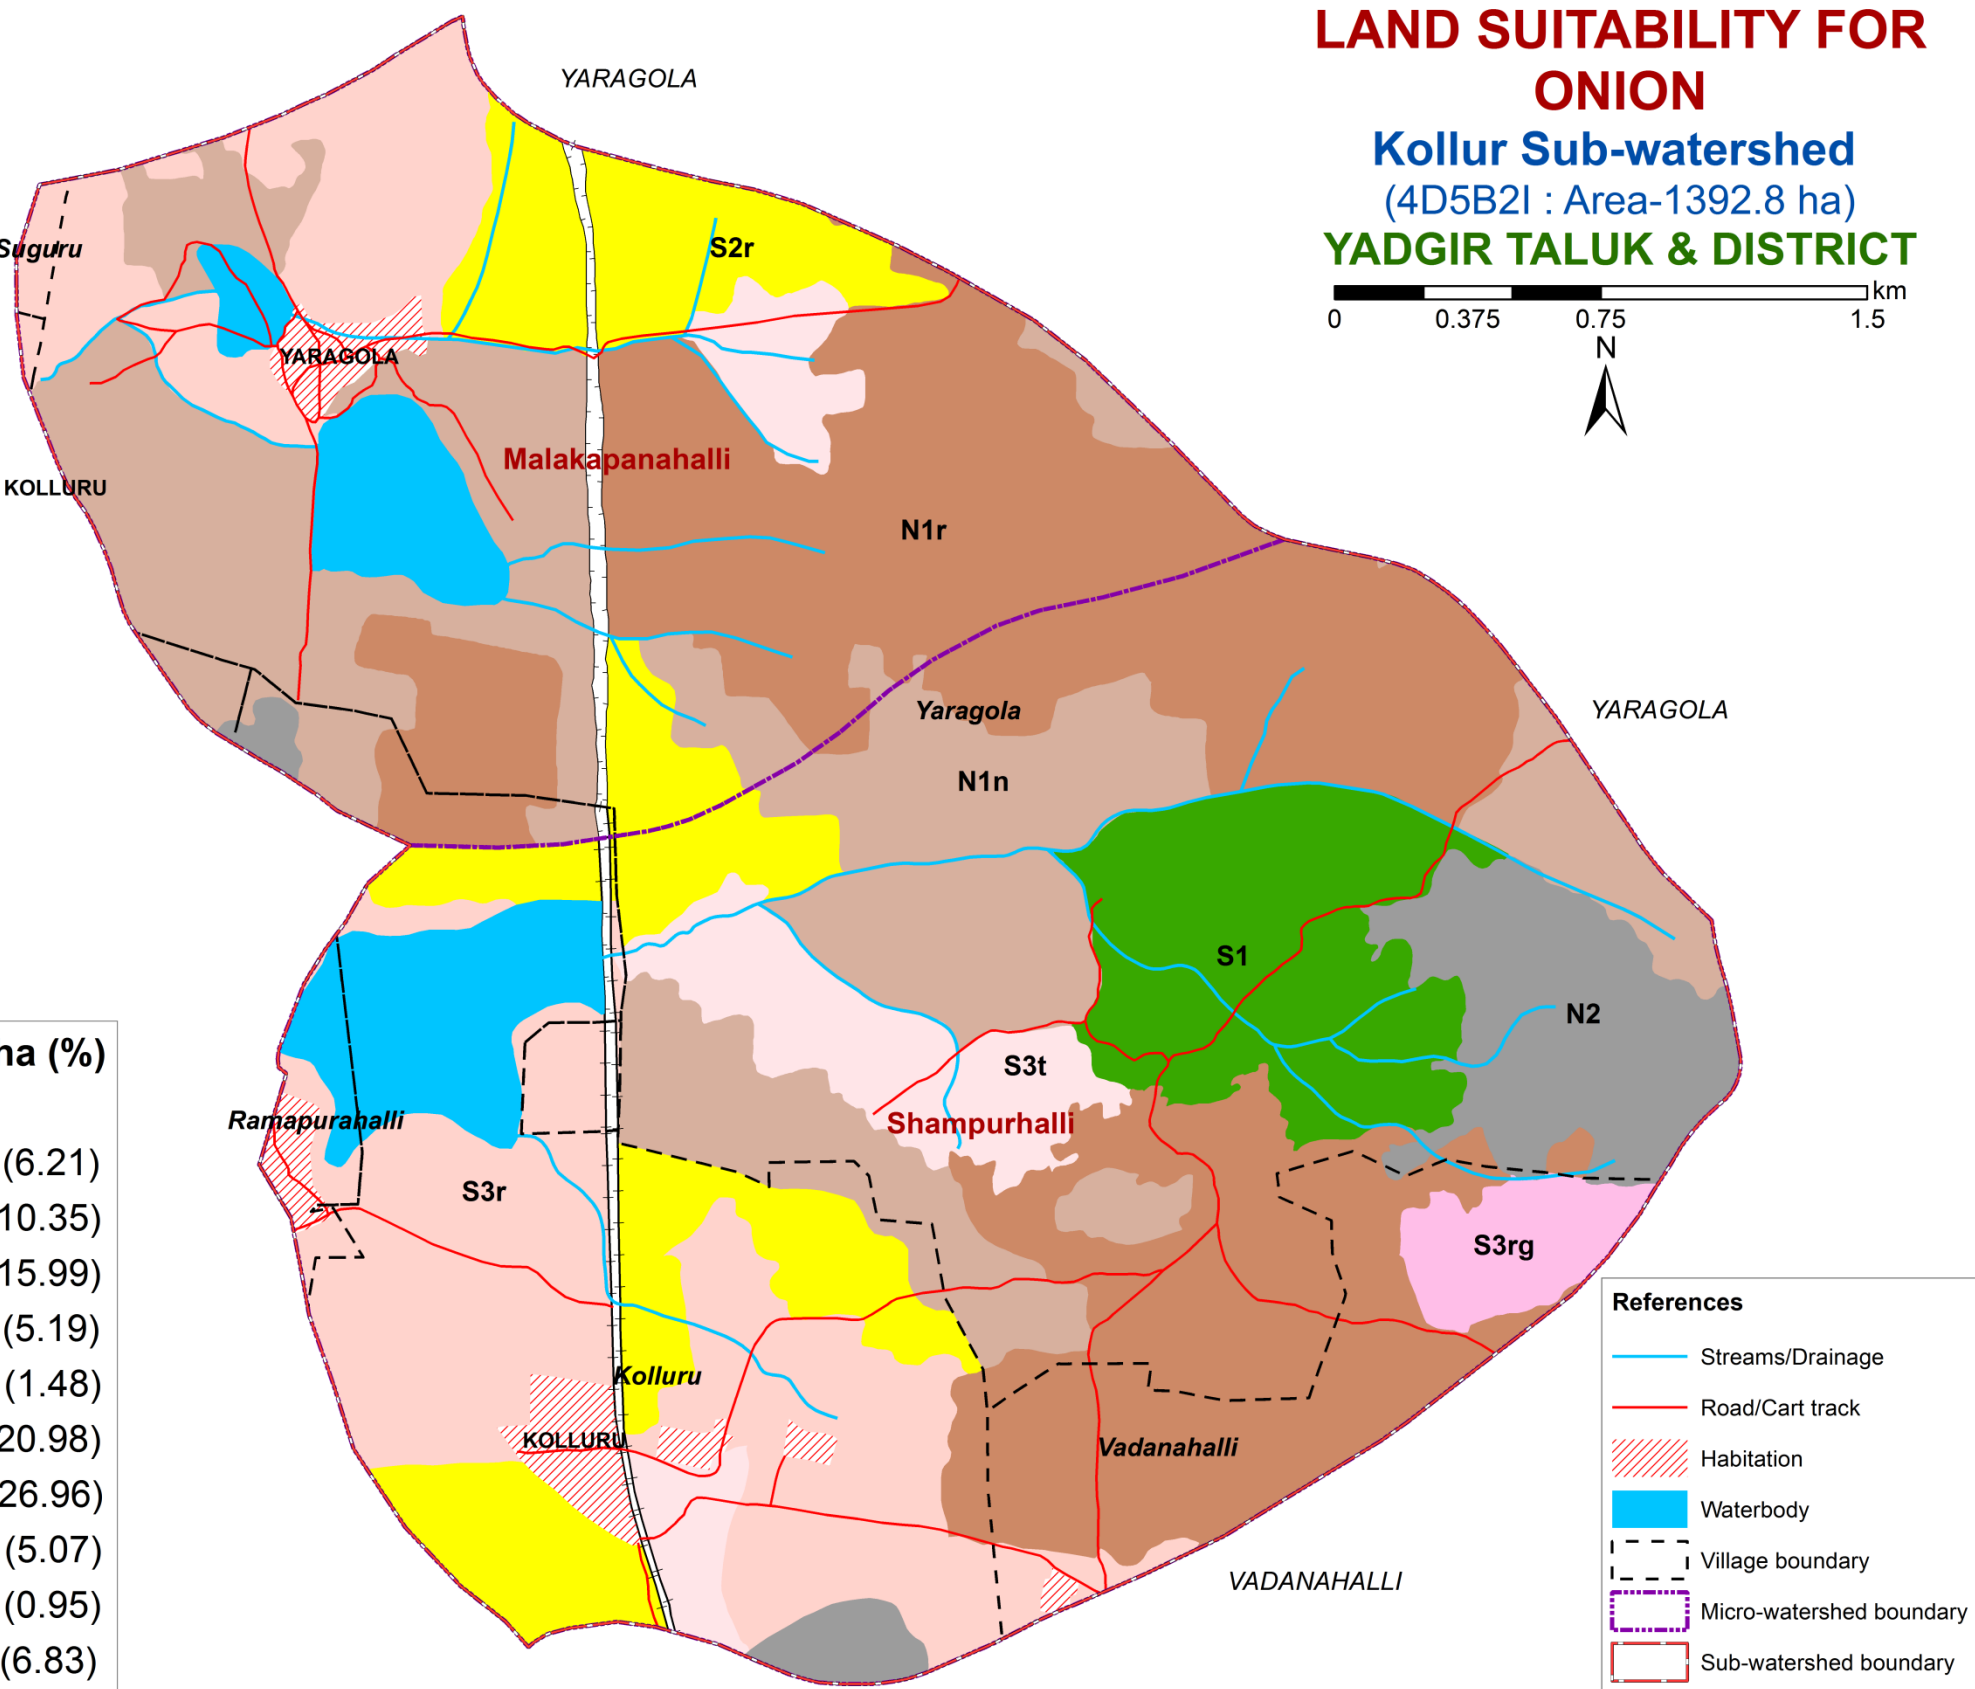 LAND SUITABILITY FOR
ONION
Kollur Sub-watershed
(4D5B2I : Area-1392.8 ha)
YADGIR TALUK & DISTRICT
km
0 0.375 0.75 1.5
N
YARAGOLA
Suguru
S2r
YARAGOLA
Malakapanahalli
KOLLURU
N1r
Yaragola
YARAGOLA
N1n
S1
N2
S3t
Shampurhalli
Ramapurahalli
S3r
S3rg
Kolluru
KOLLURU
Vadanahalli
VADANAHALLI
ha (%)
(6.21)
10.35)
15.99)
(5.19)
(1.48)
20.98)
26.96)
(5.07)
(0.95)
(6.83)
References
Streams/Drainage
Road/Cart track
Habitation
Waterbody
Village boundary
Micro-watershed boundary
Sub-watershed boundary